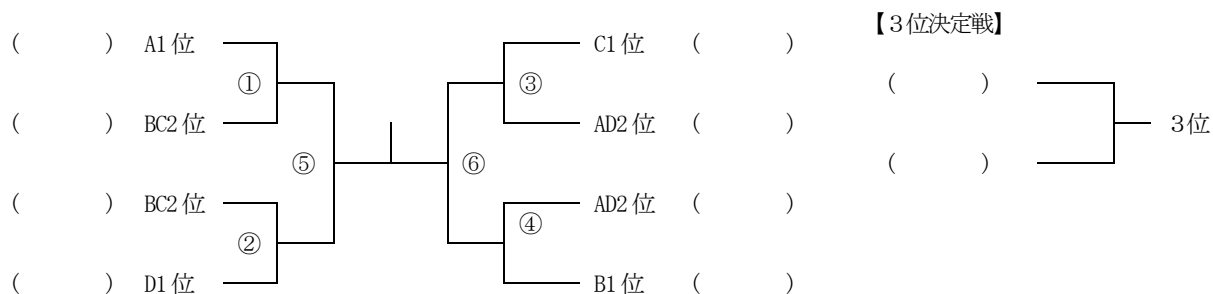 【3位決定戦】
(　　　) A1位
C1位 (　　　)
①
③
(　　　)
(　　　) BC2位
AD2位 (　　　)
3位
⑤
⑥
(　　　)
(　　　) BC2位
AD2位 (　　　)
②
④
(　　　) D1位
B1位 (　　　)